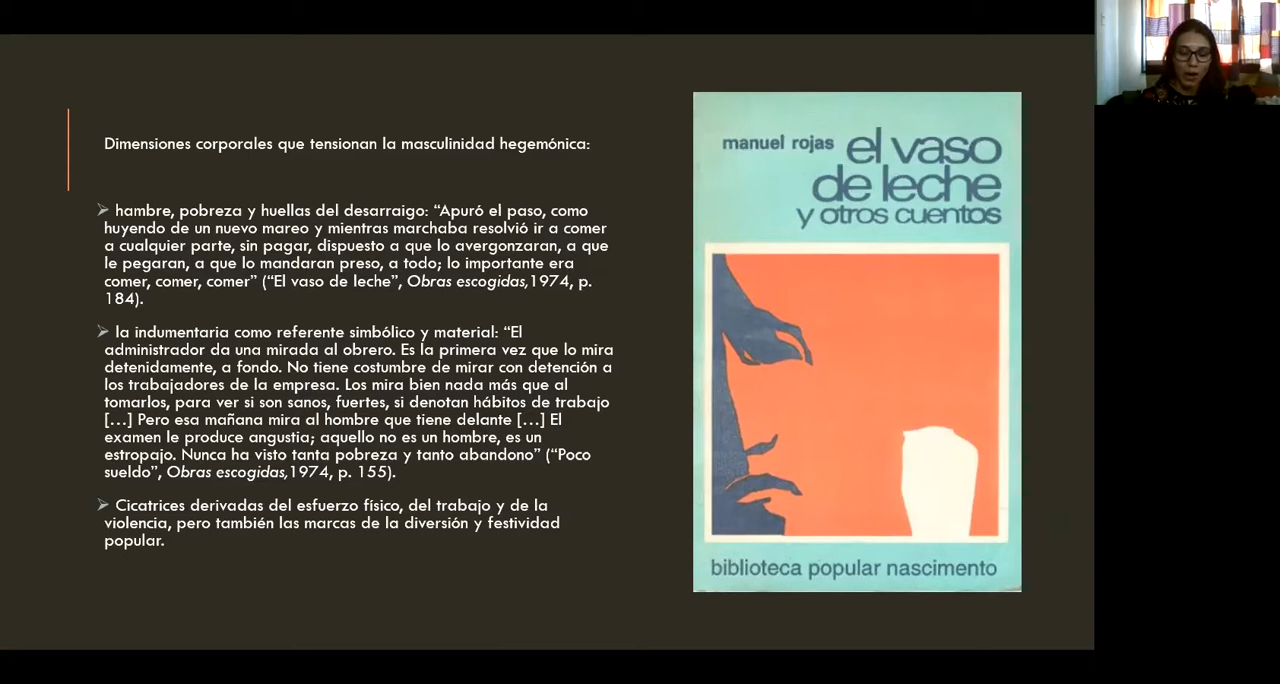 Dimensiones corporales que tensionan la masculinidad hegemónica:
➢ hambre, pobreza y huellas del desarraigo: “Apuró el paso, como
huyendo de un nuevo mareo y mientras marchaba resolvió ir a comer
a cualquier parte, sin pagar, dispuesto a que lo avergonzaran, a que
le pegaran, a que lo mandaran preso, a todo; lo importante era
comer, comer, comer” (“El vaso de leche”, Obras escogidas,1974, p.
184).
➢ la indumentaria como referente simbólico y material: “El
administrador da una mirada al obrero. Es la primera vez que lo mira
detenidamente, a fondo. No tiene costumbre de mirar con detención a
los trabajadores de la empresa. Los mira bien nada más que al
tomarlos, para ver si son sanos, fuertes, si denotan hábitos de trabajo
[…] Pero esa mañana mira al hombre que tiene delante […] El
examen le produce angustia; aquello no es un hombre, es un
estropajo. Nunca ha visto tanta pobreza y tanto abandono” (“Poco
sueldo”, Obras escogidas,1974, p. 155).
➢ Cicatrices derivadas del esfuerzo físico, del trabajo y de la
violencia, pero también las marcas de la diversión y festividad
popular.
manuel rojas el vaso
de leche
y otros cuentos
biblioteca popular nascimento